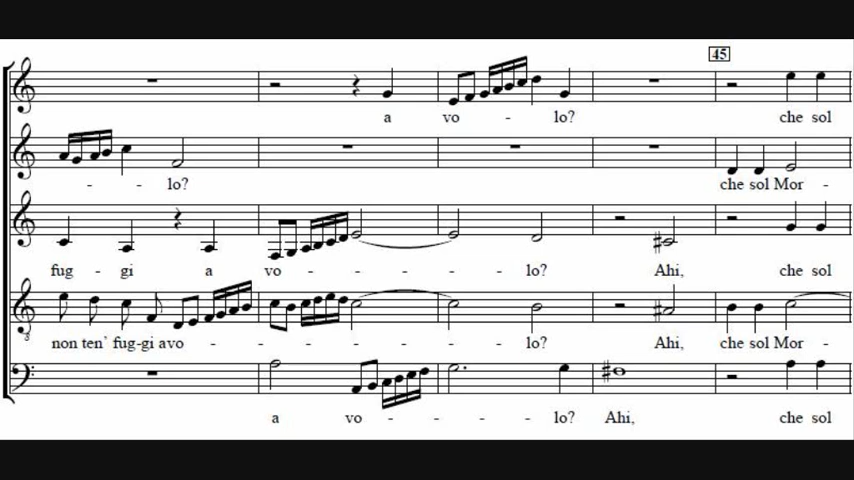 45
a vo - lo? che sol
- - lo? che sol Mor -
fug - gi a vo - - - - lo? Ahi, che sol
non ten' fug-gi a vo - - - - - - lo? Ahi, che sol Mor -
a vo - - - - lo? Ahi, che sol